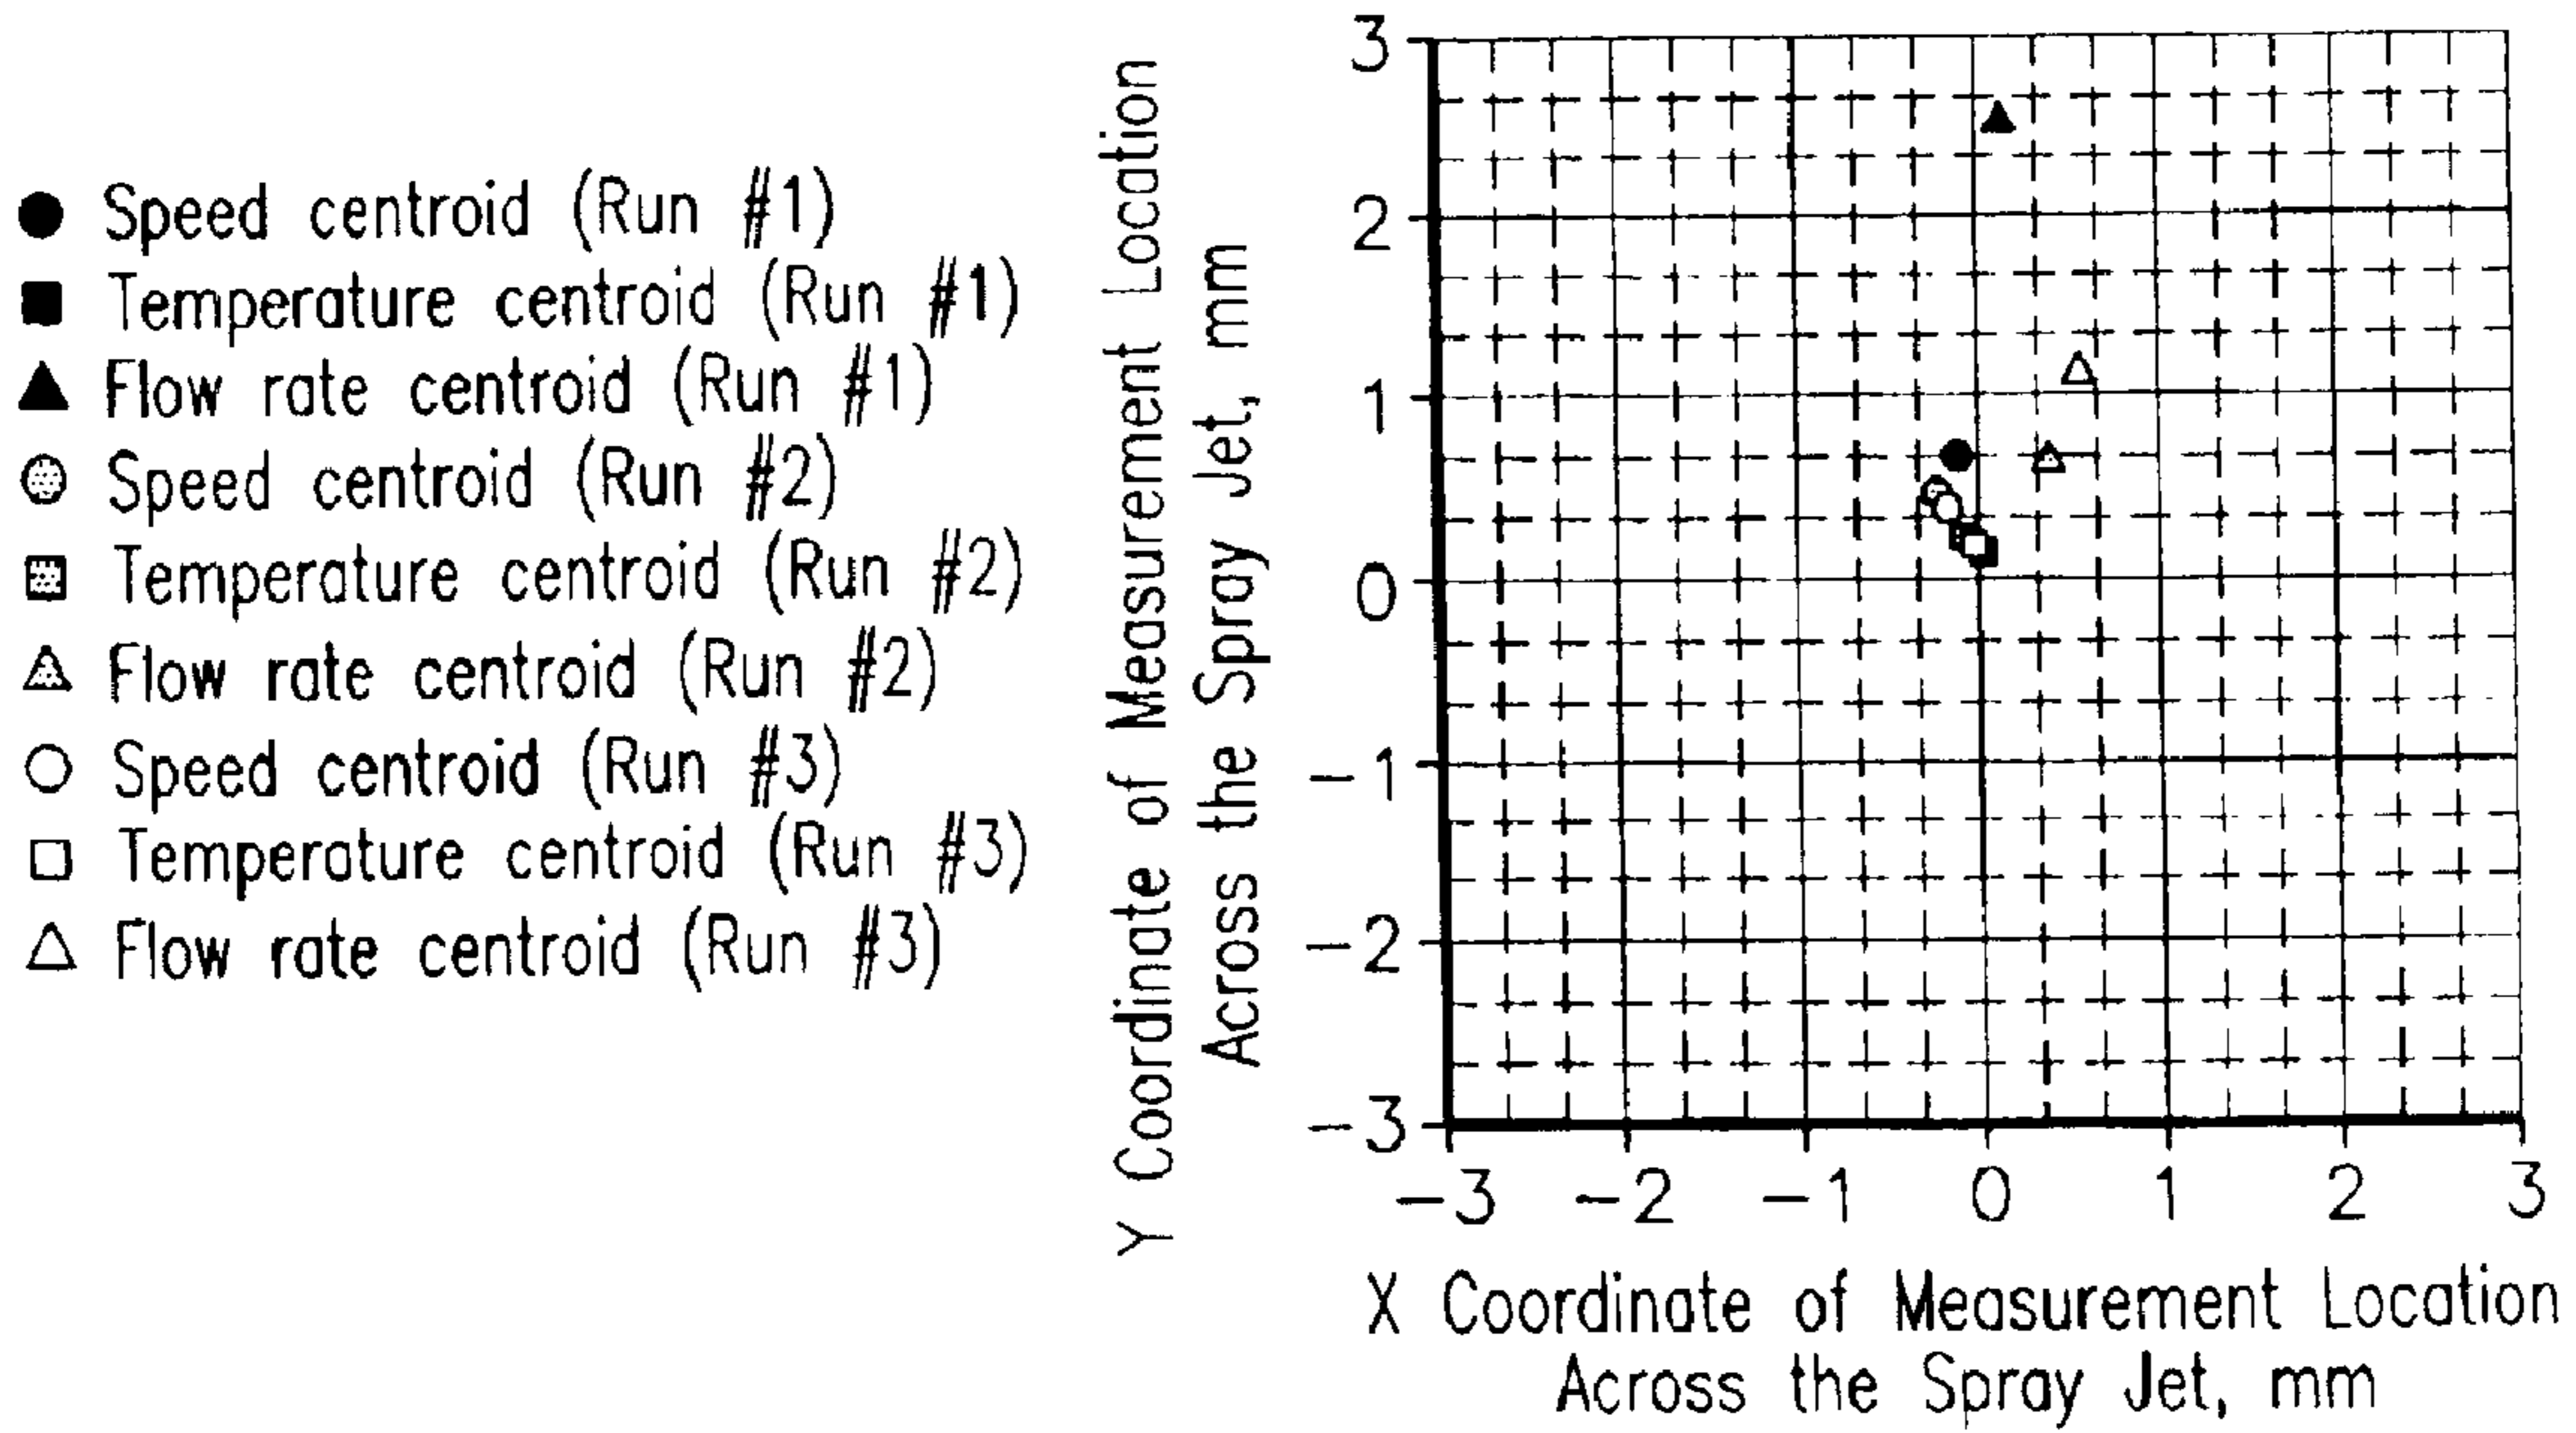 Speed centroid (Run #1)
Temperature centroid (Run #1)
Flow rate centroid (Run #1)
Speed centroid (Run #2)
Temperature centroid (Run #2)
Flow rate centroid (Run #2)
Speed centroid (Run #3)
Temperature centroid (Run #3)
Flow rate centroid (Run #3)
Y Coordinate of Measurement Location
Across the Spray Jet, mm
3
2
1
0
-1
-2
-3
-3 -2 -1 0 1 2 3
X Coordinate of Measurement Location
Across the Spray Jet, mm